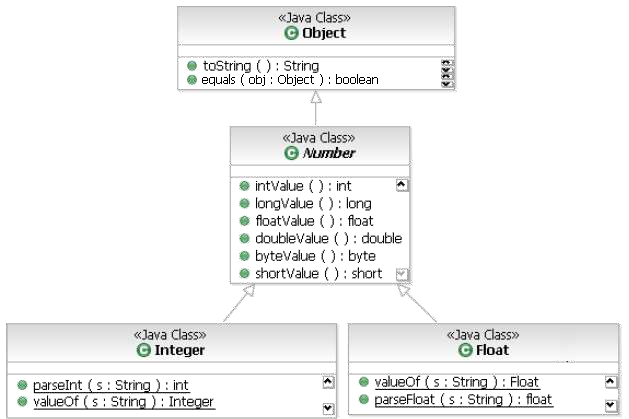 «Java Class»
Object
toString ( ) : String
equals ( obj : Object ) : boolean
«Java Class»
Number
intValue ( ) : int
longValue ( ) : long
floatValue ( ) : float
doubleValue ( ) : double
byteValue ( ) : byte
shortValue ( ) : short
«Java Class»
Integer
parseInt ( s : String ) : int
valueOf ( s : String ) : Integer
«Java Class»
Float
valueOf ( s : String ) : Float
parseFloat ( s : String ) : float